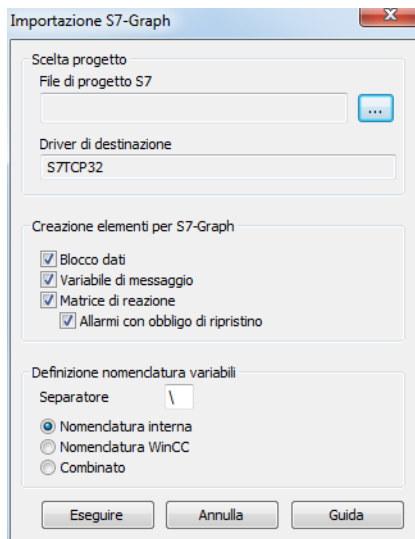 Importazione S7-Graph
Scelta progetto
File di progetto S7
...
Driver di destinazione
S7TCP32
Creazione elementi per S7-Graph
Blocco dati
Variabile di messaggio
Matrice di reazione
Allarmi con obbligo di ripristino
Definizione nomenclatura variabili
Separatore \
Nomenclatura interna
Nomenclatura WinCC
Combinato
Eseguire Annulla Guida